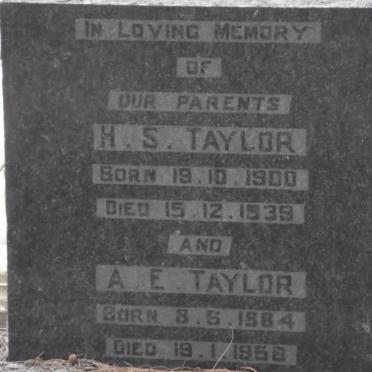 IN LOVING MEMORY
OF
OUR PARENTS
H. S. TAYLOR
BORN 19.10.1900
DIED 15.12.1939
AND
A. E. TAYLOR
BORN 8.5.1884
DIED 19.1.1958